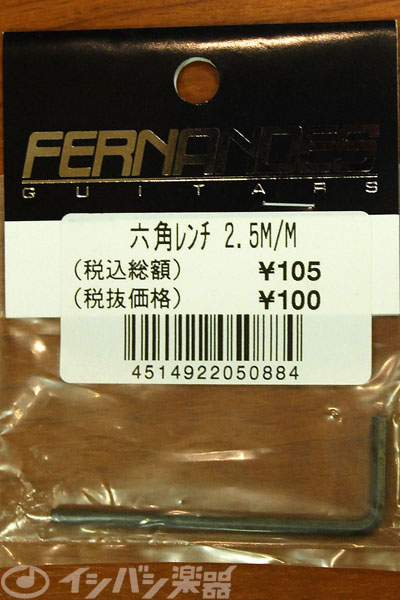 FERNANDES
GUITARS
六角ﾚﾝﾁ 2.5M/M
(税込総額) ¥105
(税抜価格) ¥100
4514922050884
イシバシ楽器